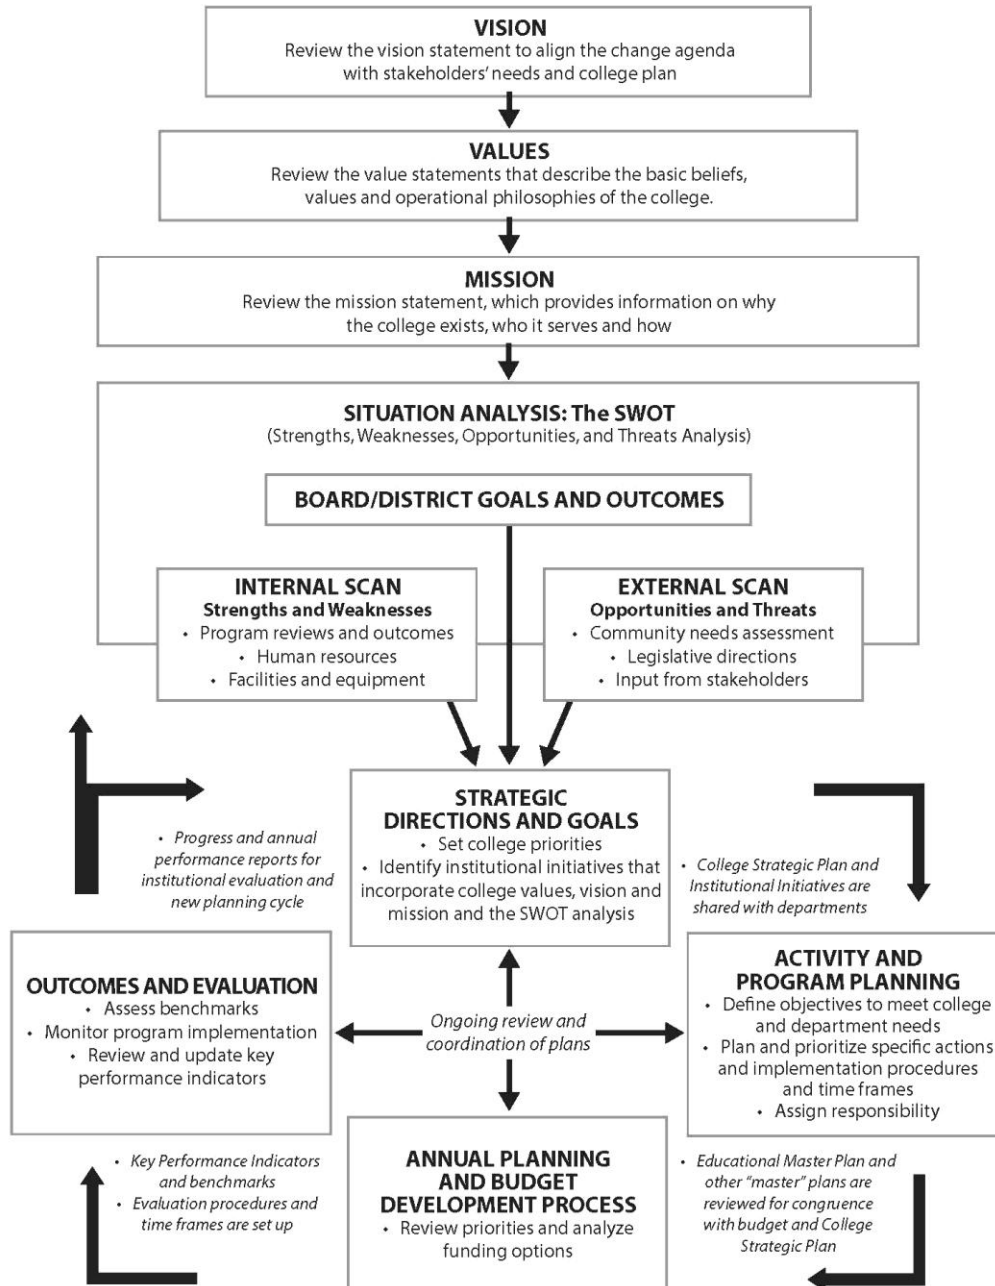 VISION
Review the vision statement to align the change agenda
with stakeholders' needs and college plan
VALUES
Review the value statements that describe the basic beliefs,
values and operational philosophies of the college.
MISSION
Review the mission statement, which provides information on why
the college exists, who it serves and how
SITUATION ANALYSIS: The SWOT
(Strengths, Weaknesses, Opportunities, and Threats Analysis)
BOARD/DISTRICT GOALS AND OUTCOMES
INTERNAL SCAN
Strengths and Weaknesses
• Program reviews and outcomes
• Human resources
• Facilities and equipment
EXTERNAL SCAN
Opportunities and Threats
• Community needs assessment
• Legislative directions
• Input from stakeholders
STRATEGIC
DIRECTIONS AND GOALS
• Set college priorities
• Identify institutional initiatives that
incorporate college values, vision and
mission and the SWOT analysis
• Progress and annual
performance reports for
institutional evaluation and
new planning cycle
• College Strategic Plan and
Institutional Initiatives are
shared with departments
OUTCOMES AND EVALUATION
• Assess benchmarks
• Monitor program implementation
• Review and update key
performance indicators
Ongoing review and
coordination of plans
ACTIVITY AND
PROGRAM PLANNING
• Define objectives to meet college
and department needs
• Plan and prioritize specific actions
and implementation procedures
and time frames
• Assign responsibility
• Key Performance Indicators
and benchmarks
• Evaluation procedures and
time frames are set up
ANNUAL PLANNING
AND BUDGET
DEVELOPMENT PROCESS
• Review priorities and analyze
funding options
• Educational Master Plan and
other "master" plans are
reviewed for congruence
with budget and College
Strategic Plan